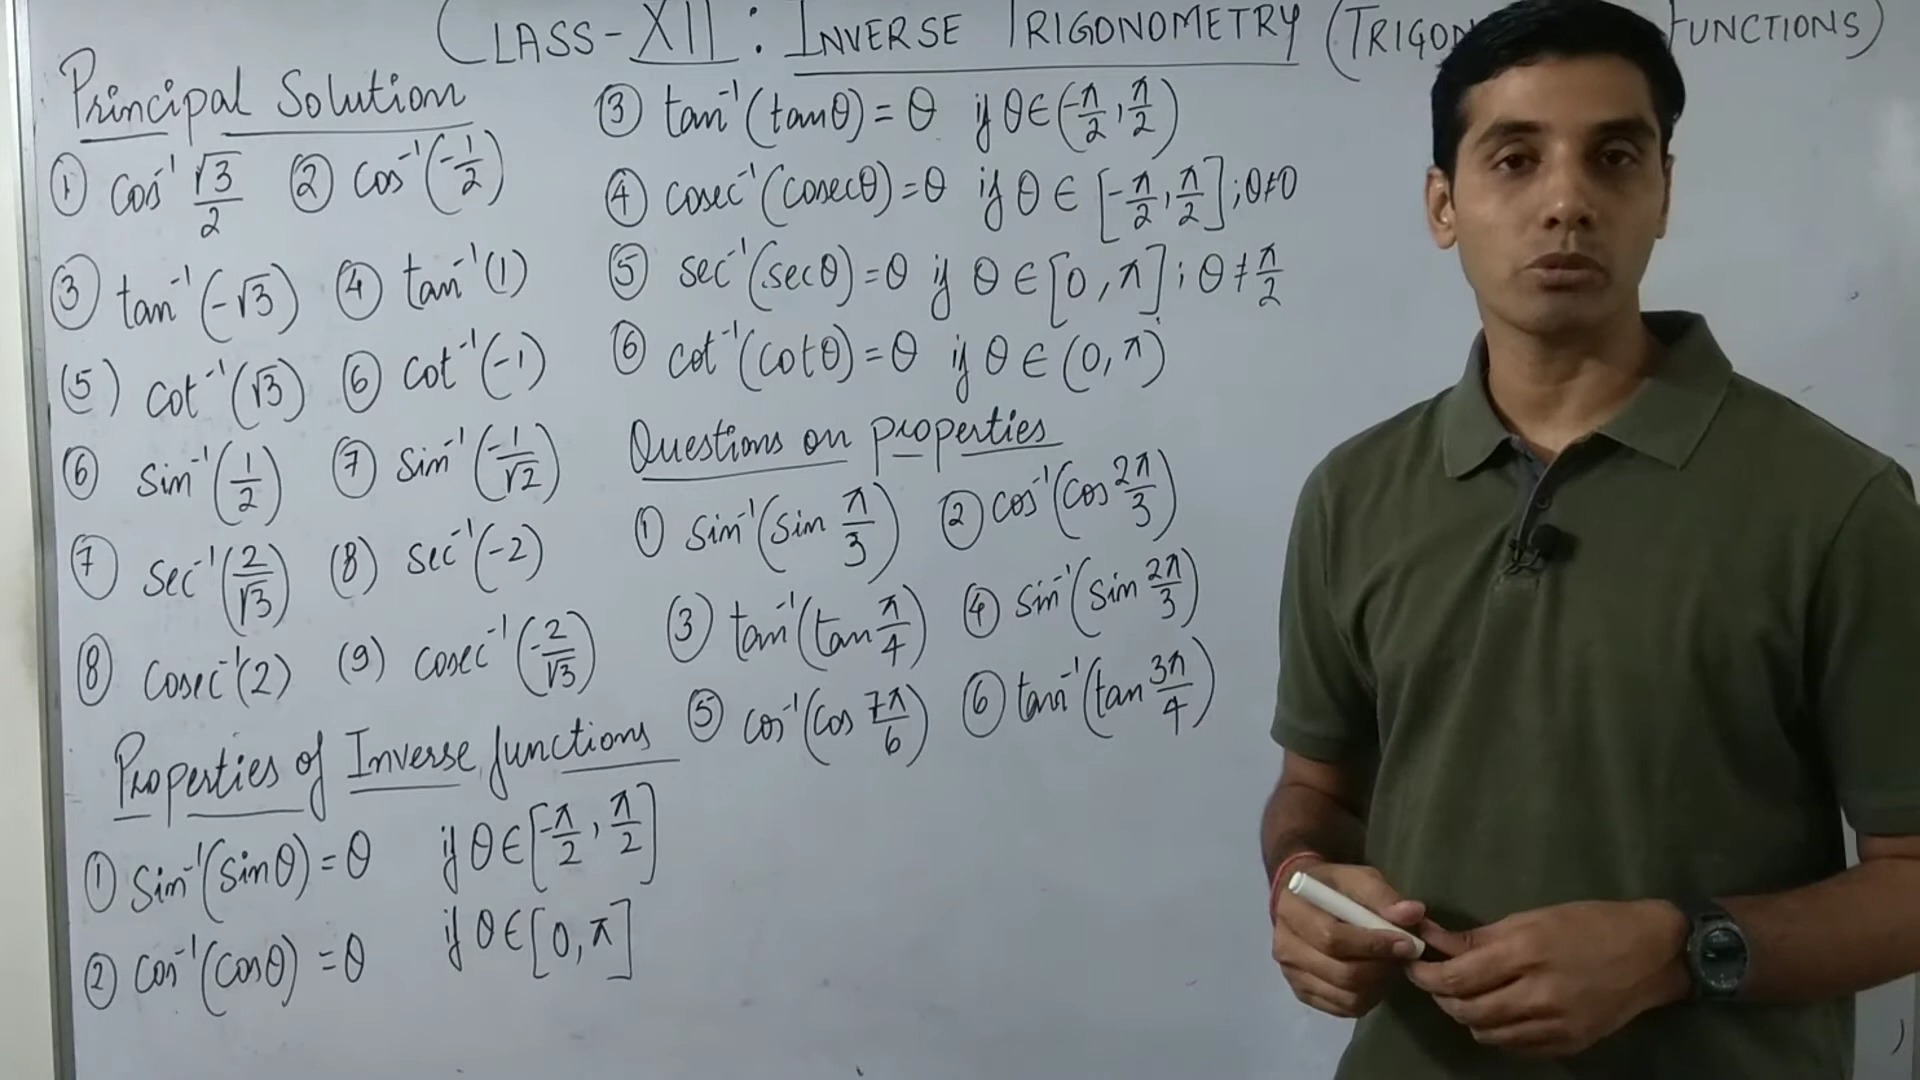 CLASS-XII : INVERSE TRIGONOMETRY (TRIGON FUNCTIONS)
Principal Solution
① cos⁻¹ √3/2 ② cos⁻¹(-1/2)
③ tan⁻¹(-√3) ④ tan⁻¹(1)
(5) cot⁻¹(√3) ⑥ cot⁻¹(-1)
⑥ sin⁻¹(1/2) ⑦ sin⁻¹(-1/√2)
⑦ sec⁻¹(2/√3) (8) sec⁻¹(-2)
⑧ cosec⁻¹(2) (9) cosec⁻¹(-2/√3)
Properties of Inverse functions
① sin⁻¹(sinθ) = θ if θ∈[-π/2, π/2]
② cos⁻¹(cosθ) = θ if θ∈[0, π]
③ tan⁻¹(tanθ) = θ if θ∈(-π/2, π/2)
④ cosec⁻¹(cosecθ) = θ if θ ∈ [-π/2, π/2] ; θ≠0
⑤ sec⁻¹(secθ) = θ if θ ∈ [0, π] ; θ ≠ π/2
⑥ cot⁻¹(cotθ) = θ if θ ∈ (0, π)
Questions on properties
① sin⁻¹(sin π/3) ② cos⁻¹(cos 2π/3)
③ tan⁻¹(tan π/4) ④ sin⁻¹(sin 2π/3)
⑤ cos⁻¹(cos 7π/6) ⑥ tan⁻¹(tan 3π/4)